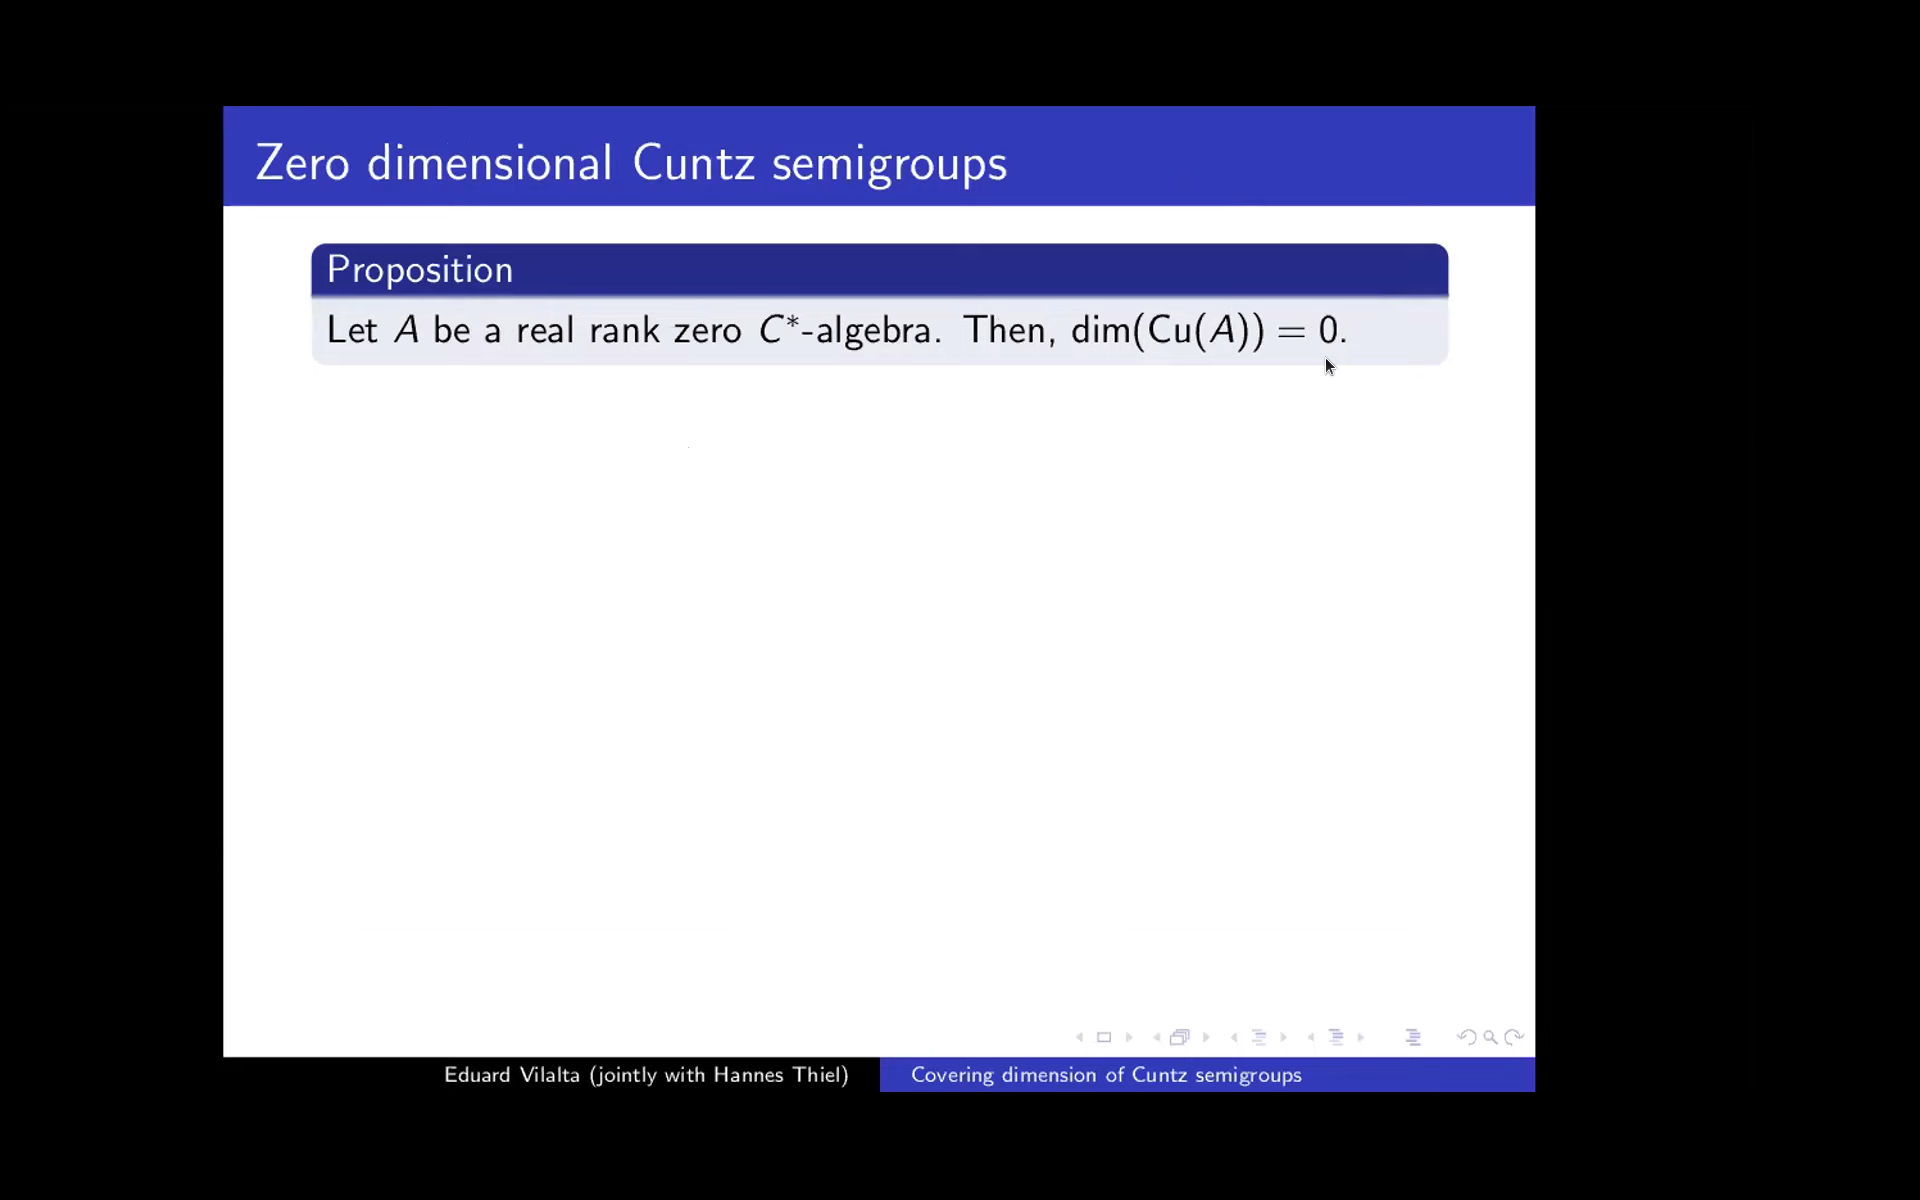 Zero dimensional Cuntz semigroups
Proposition
Let A be a real rank zero C*-algebra. Then, dim(Cu(A)) = 0.
Eduard Vilalta (jointly with Hannes Thiel)
Covering dimension of Cuntz semigroups